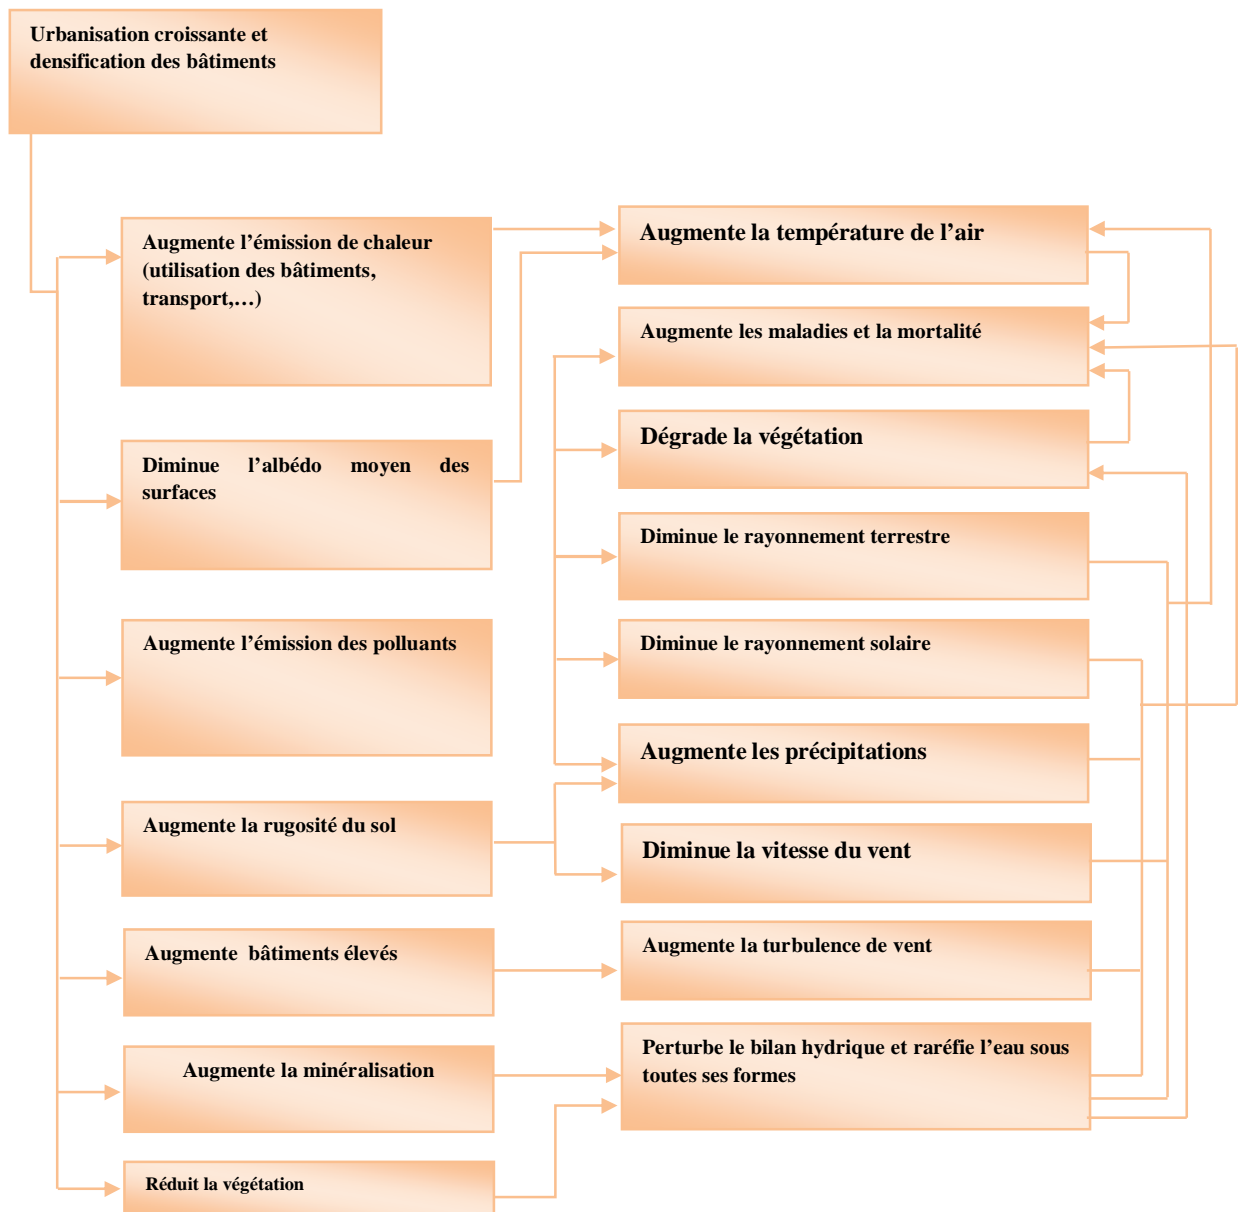 Urbanisation croissante et
densification des bâtiments
Augmente l’émission de chaleur
(utilisation des bâtiments,
transport,…)
Diminue l’albédo moyen des
surfaces
Augmente l’émission des polluants
Augmente la rugosité du sol
Augmente bâtiments élevés
Augmente la minéralisation
Réduit la végétation
Augmente la température de l’air
Augmente les maladies et la mortalité
Dégrade la végétation
Diminue le rayonnement terrestre
Diminue le rayonnement solaire
Augmente les précipitations
Diminue la vitesse du vent
Augmente la turbulence de vent
Perturbe le bilan hydrique et raréfie l’eau sous
toutes ses formes